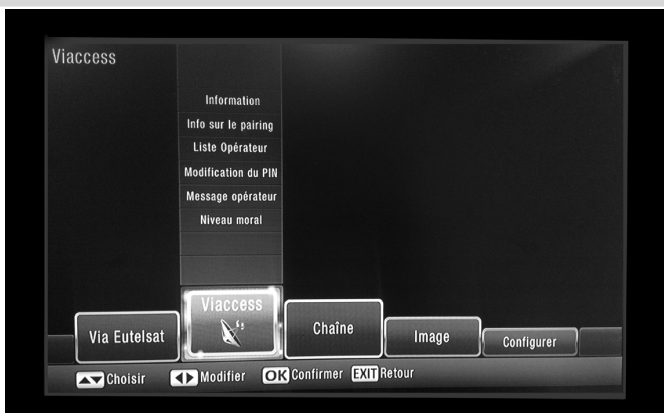 Viaccess
Information
Info sur le pairing
Liste Opérateur
Modification du PIN
Message opérateur
Niveau moral
Via Eutelsat
Viaccess
Chaîne
Image
Configurer
Choisir
Modifier
OK Confirmer
EXIT Retour